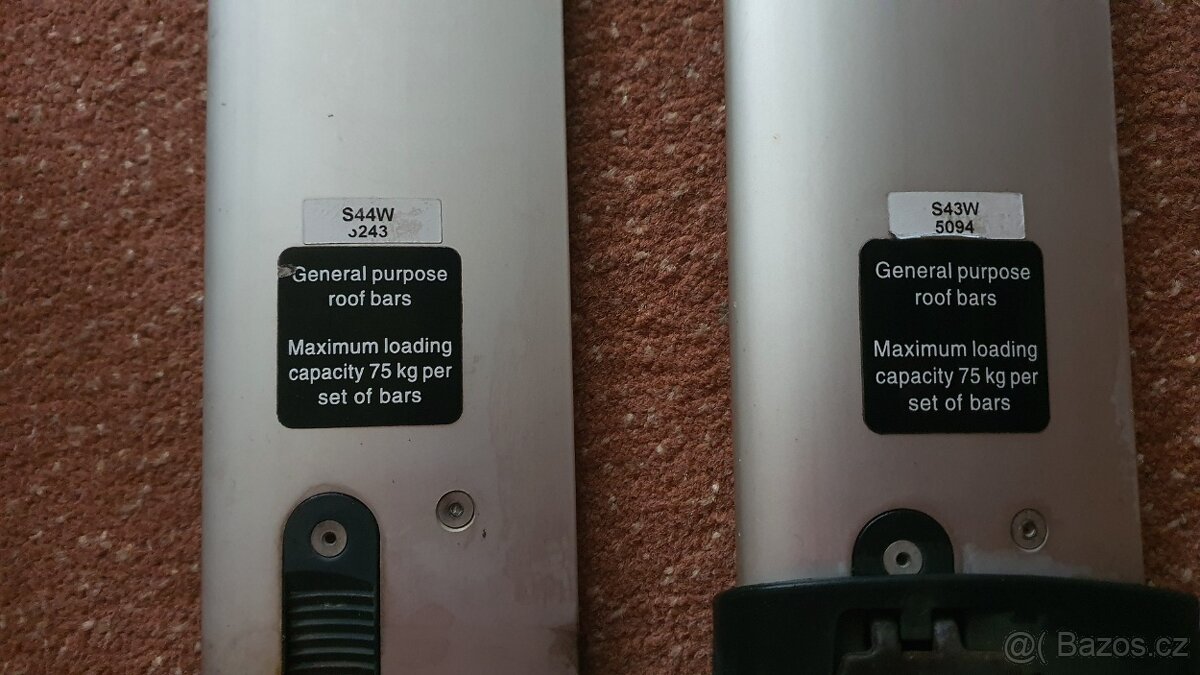 S44W
5243
General purpose
roof bars
Maximum loading
capacity 75 kg per
set of bars
S43W
5094
General purpose
roof bars
Maximum loading
capacity 75 kg per
set of bars
@( Bazos.cz